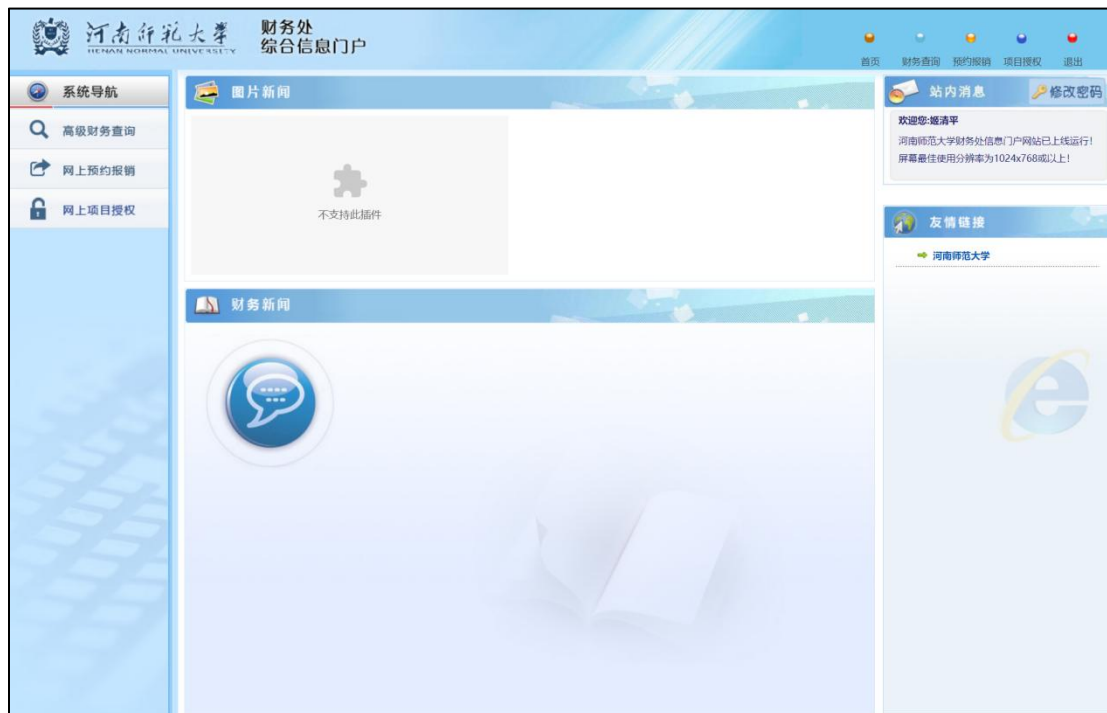 河南师范大学
HENAN NORMAL UNIVERSITY
财务处
综合信息门户
首页 财务查询 预约报销 项目授权 退出
系统导航
高级财务查询
网上预约报销
网上项目授权
图片新闻
不支持此插件
财务新闻
站内消息
修改密码
欢迎您:姬清平
河南师范大学财务处信息门户网站已上线运行!
屏幕最佳使用分辨率为1024x768或以上!
友情链接
河南师范大学